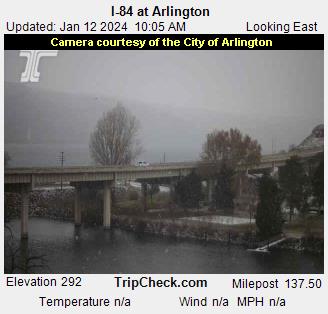 I-84 at Arlington
Updated: Jan 12 2024 10:05 AM Looking East
Camera courtesy of the City of Arlington
Elevation 292 TripCheck.com Milepost 137.50
Temperature n/a Wind n/a MPH n/a